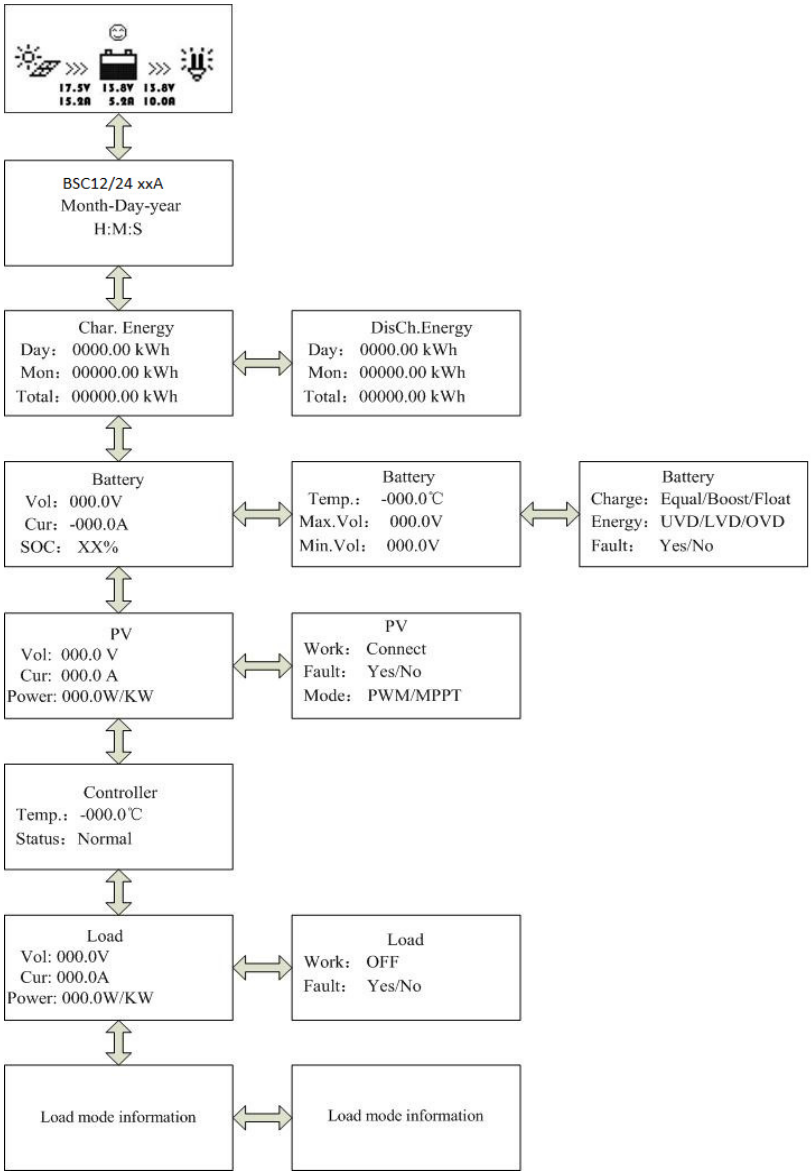 17.5V 13.8V 13.8V
15.2A 5.2A 10.0A
BSC12/24 xxA
Month-Day-year
H:M:S
Char. Energy
Day： 0000.00 kWh
Mon： 00000.00 kWh
Total： 00000.00 kWh
DisCh.Energy
Day： 0000.00 kWh
Mon： 00000.00 kWh
Total： 00000.00 kWh
Battery
Vol： 000.0V
Cur： -000.0A
SOC： XX%
Battery
Temp.： -000.0℃
Max.Vol： 000.0V
Min.Vol： 000.0V
Battery
Charge： Equal/Boost/Float
Energy： UVD/LVD/OVD
Fault： Yes/No
PV
Vol: 000.0 V
Cur: 000.0 A
Power: 000.0W/KW
PV
Work： Connect
Fault： Yes/No
Mode： PWM/MPPT
Controller
Temp.： -000.0℃
Status： Normal
Load
Vol: 000.0V
Cur: 000.0A
Power: 000.0W/KW
Load
Work： OFF
Fault： Yes/No
Load mode information
Load mode information